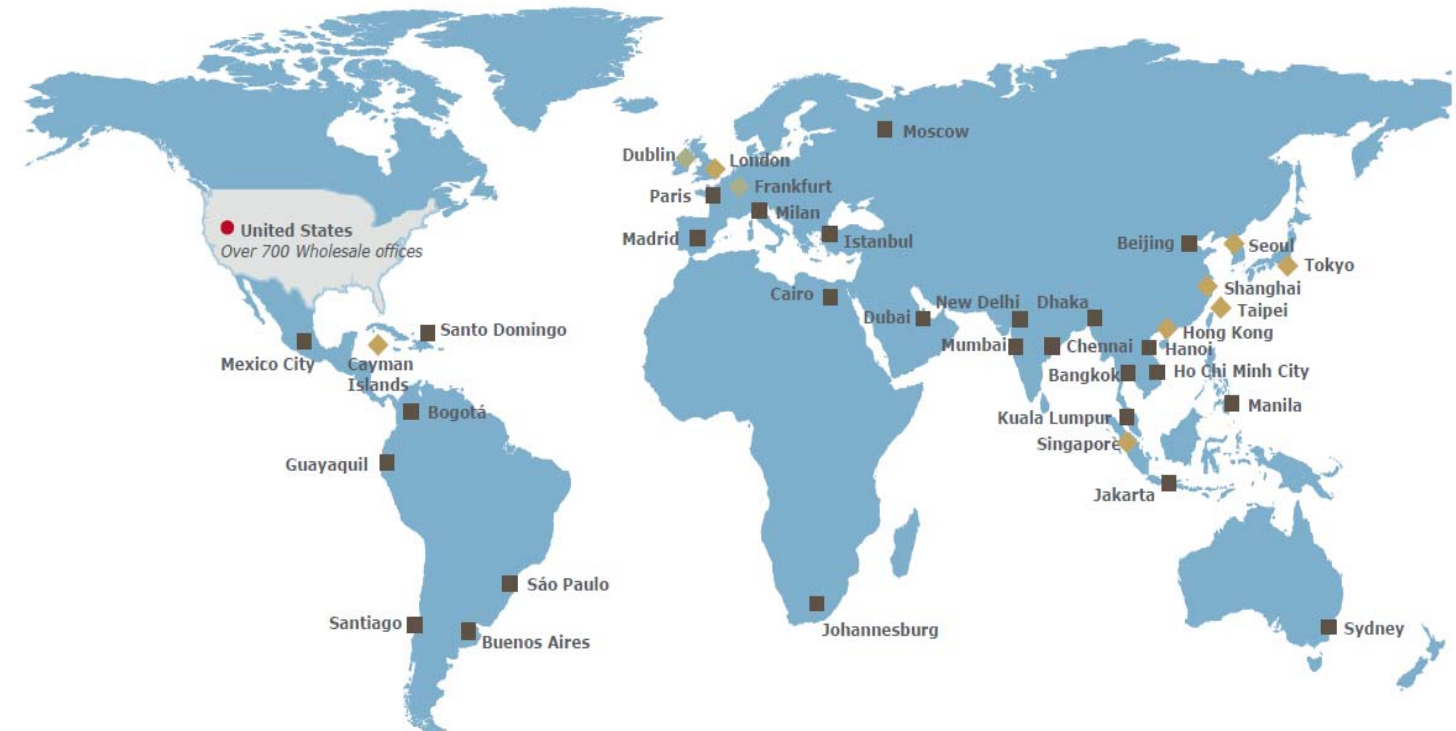 Moscow
Dublin
London
Frankfurt
Paris
Milan
United States
Over 700 Wholesale offices
Madrid
Istanbul
Beijing
Seoul
Tokyo
Cairo
Shanghai
New Delhi
Dhaka
Taipei
Dubai
Santo Domingo
Hong Kong
Mumbai
Chennai
Hanoi
Mexico City
Cayman
Islands
Bangkok
Ho Chi Minh City
Manila
Bogotá
Kuala Lumpur
Singapore
Guayaquil
Jakarta
Sáo Paulo
Santiago
Buenos Aires
Johannesburg
Sydney